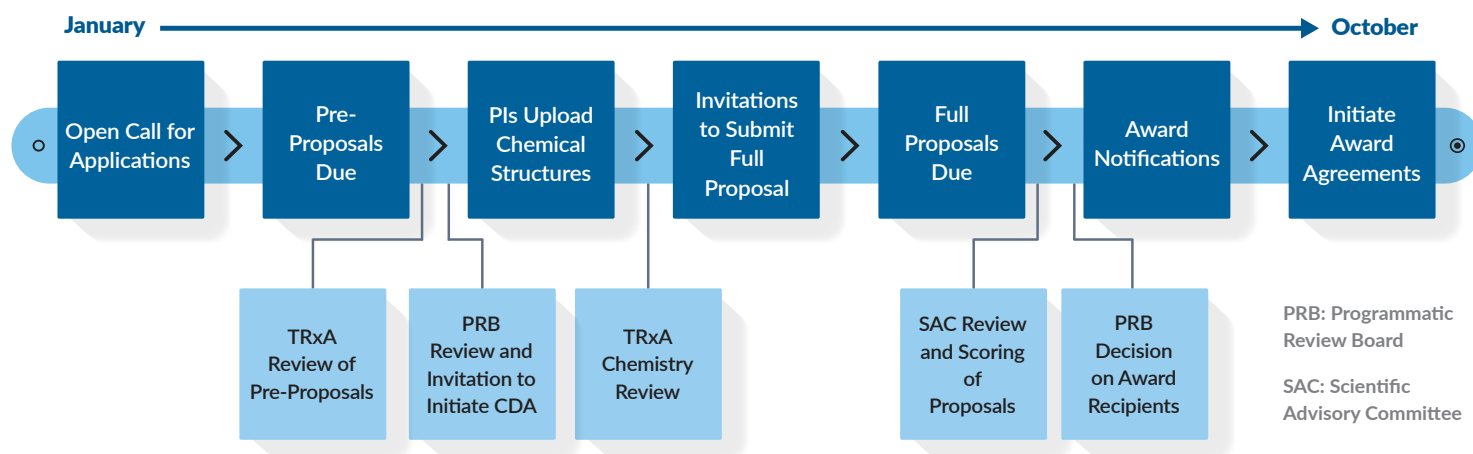 January
October
Open Call for
Applications
Pre-
Proposals
Due
PIs Upload
Chemical
Structures
Invitations
to Submit
Full
Proposal
Full
Proposals
Due
Award
Notifications
Initiate
Award
Agreements
TRxA
Review of
Pre-Proposals
PRB
Review and
Invitation to
Initiate CDA
TRxA
Chemistry
Review
SAC Review
and Scoring
of
Proposals
PRB
Decision
on Award
Recipients
PRB: Programmatic
Review Board
SAC: Scientific
Advisory Committee